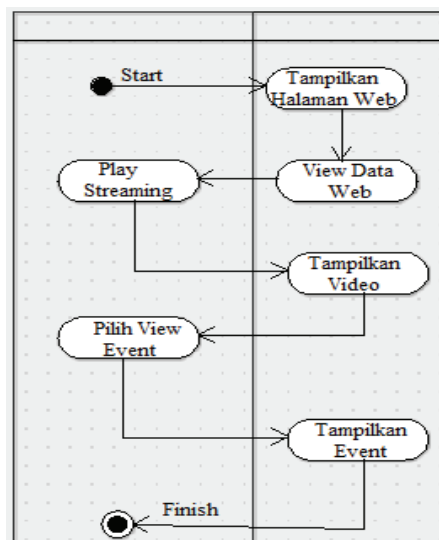 Start
Tampilkan
Halaman Web
Play
Streaming
View Data
Web
Tampilkan
Video
Pilih View
Event
Tampilkan
Event
Finish